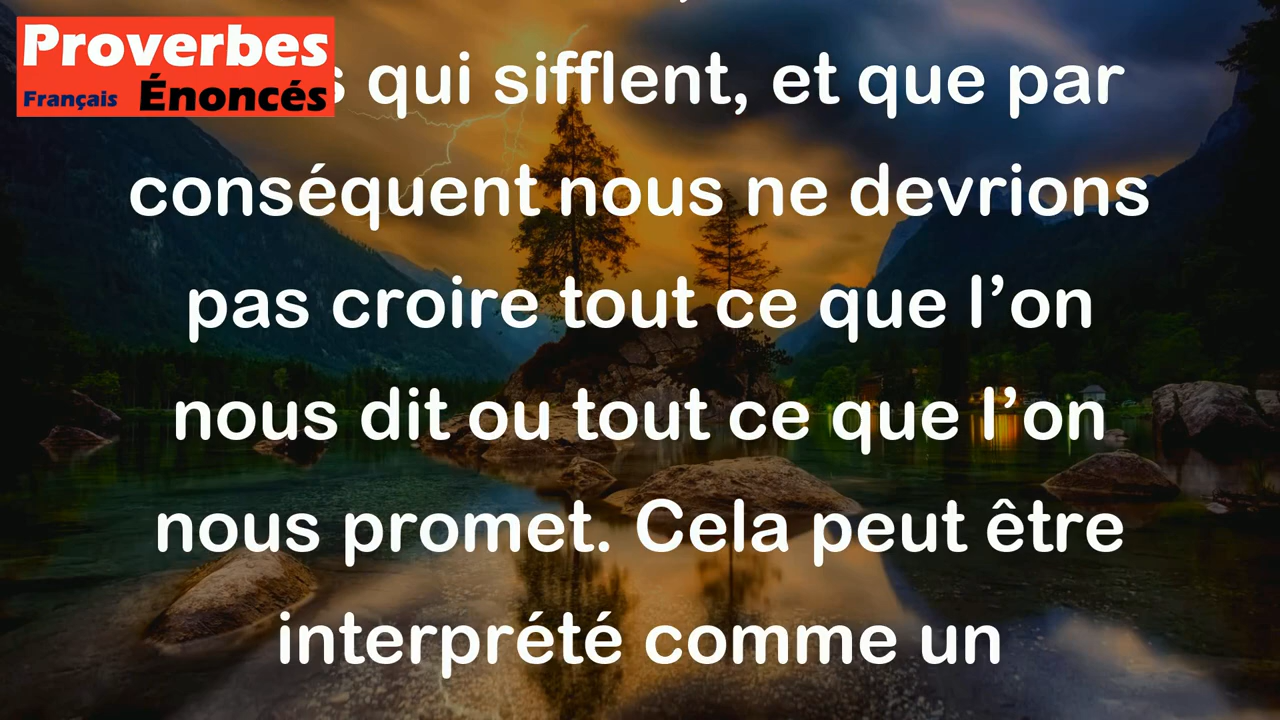 Proverbes
Français Énoncés
qui sifflent, et que par
conséquent nous ne devrions
pas croire tout ce que l’on
nous dit ou tout ce que l’on
nous promet. Cela peut être
interprété comme un